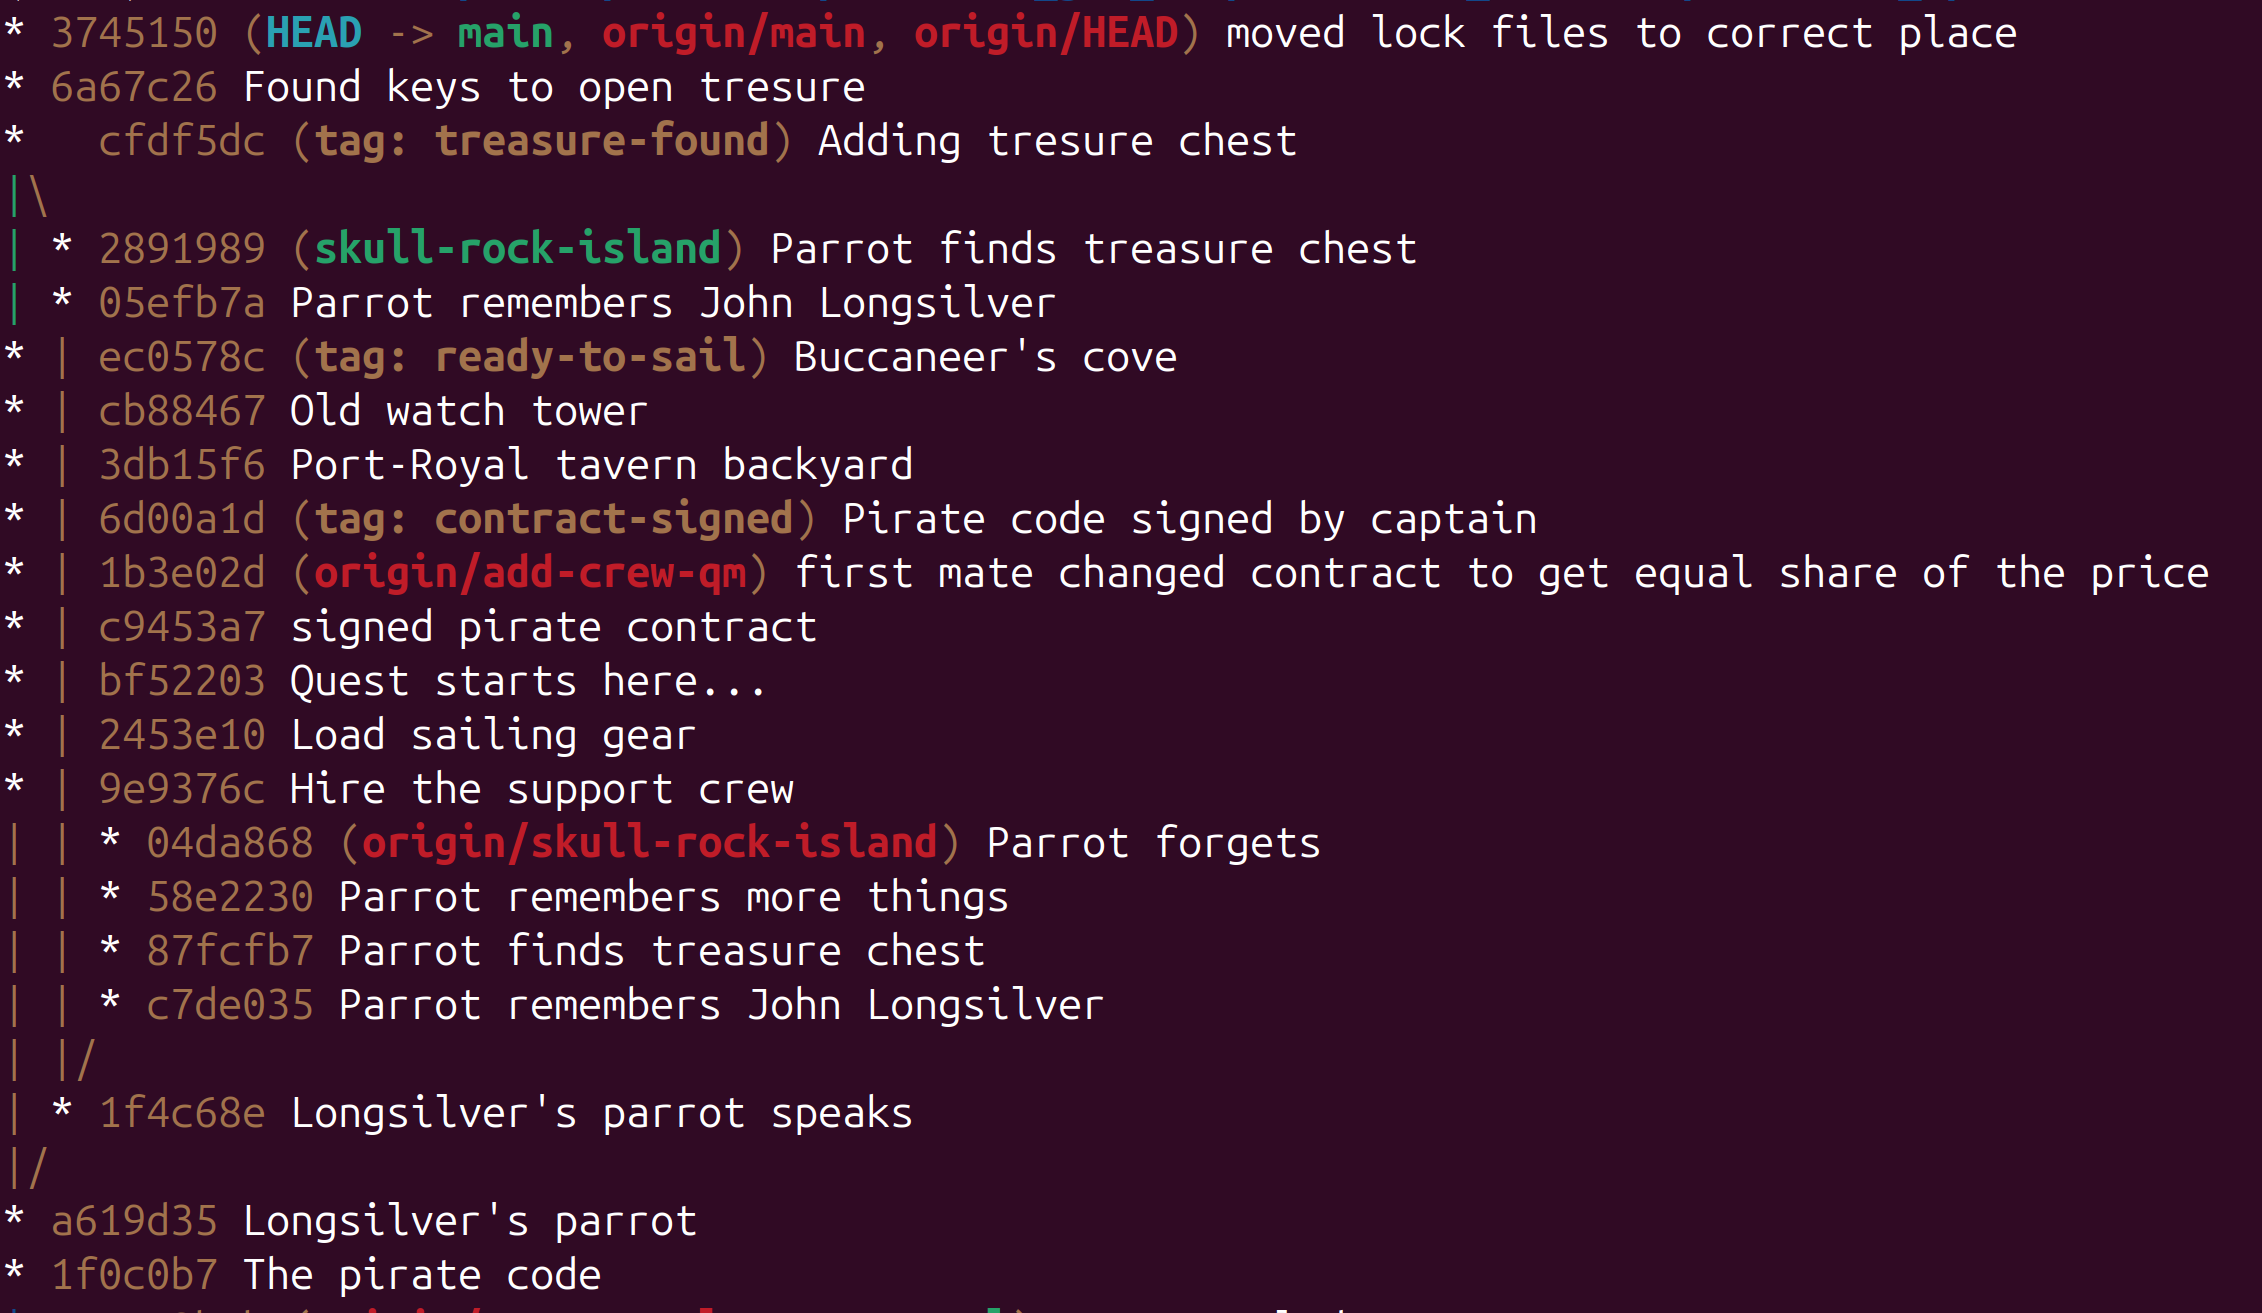 * 3745150 (HEAD -> main, origin/main, origin/HEAD) moved lock files to correct place
* 6a67c26 Found keys to open tresure
*   cfdf5dc (tag: treasure-found) Adding tresure chest
|\
| * 2891989 (skull-rock-island) Parrot finds treasure chest
| * 05efb7a Parrot remembers John Longsilver
* | ec0578c (tag: ready-to-sail) Buccaneer's cove
* | cb88467 Old watch tower
* | 3db15f6 Port-Royal tavern backyard
* | 6d00a1d (tag: contract-signed) Pirate code signed by captain
* | 1b3e02d (origin/add-crew-qm) first mate changed contract to get equal share of the price
* | c9453a7 signed pirate contract
* | bf52203 Quest starts here...
* | 2453e10 Load sailing gear
* | 9e9376c Hire the support crew
| | * 04da868 (origin/skull-rock-island) Parrot forgets
| | * 58e2230 Parrot remembers more things
| | * 87fcfb7 Parrot finds treasure chest
| | * c7de035 Parrot remembers John Longsilver
| |/
| * 1f4c68e Longsilver's parrot speaks
|/
* a619d35 Longsilver's parrot
* 1f0c0b7 The pirate code